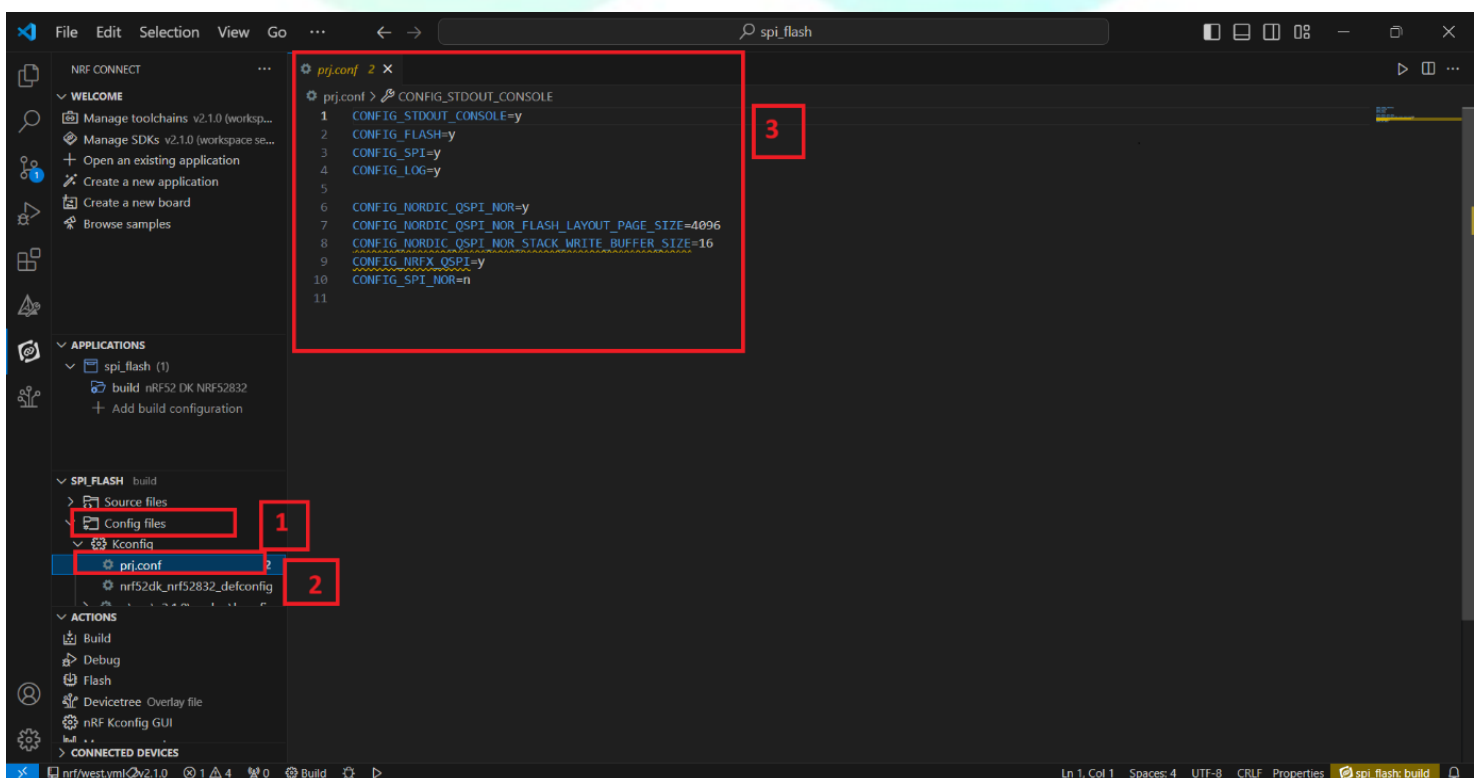 File Edit Selection View Go ··· spi_flash
NRF CONNECT ···
WELCOME
Manage toolchains v2.1.0 (worksp...
Manage SDKs v2.1.0 (workspace se...
Open an existing application
Create a new application
Create a new board
Browse samples
1
APPLICATIONS
spi_flash (1)
build nRF52 DK NRF52832
Add build configuration
SPI_FLASH build
Source files
Config files
1
Kconfig
prj.conf 2
nrf52dk_nrf52832_defconfig
2
ACTIONS
Build
Debug
Flash
Devicetree Overlay file
nRF Kconfig GUI
CONNECTED DEVICES
prj.conf 2
prj.conf > CONFIG_STDOUT_CONSOLE
1 CONFIG_STDOUT_CONSOLE=y
2 CONFIG_FLASH=y
3 CONFIG_SPI=y
4 CONFIG_LOG=y
5
6 CONFIG_NORDIC_QSPI_NOR=y
7 CONFIG_NORDIC_QSPI_NOR_FLASH_LAYOUT_PAGE_SIZE=4096
8 CONFIG_NORDIC_QSPI_NOR_STACK_WRITE_BUFFER_SIZE=16
9 CONFIG_NRFX_QSPI=y
10 CONFIG_SPI_NOR=n
11
3
nrf/west.yml v2.1.0 1 4 0 Build Ln 1, Col 1 Spaces: 4 UTF-8 CRLF Properties spi_flash: build